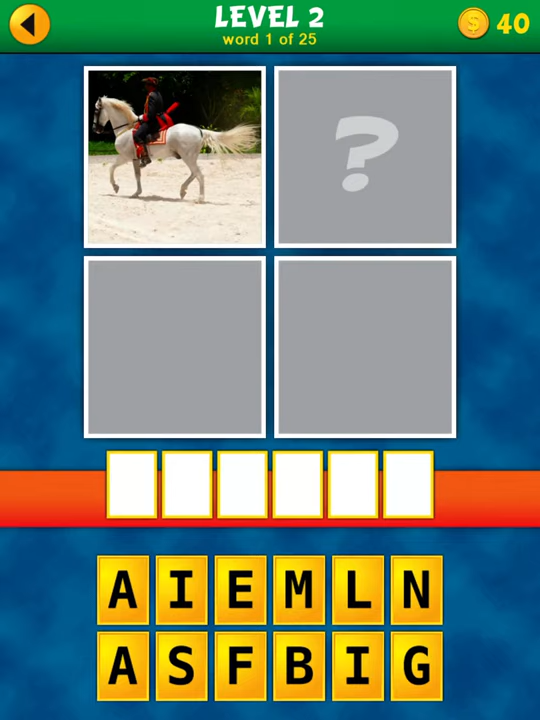 LEVEL 2
word 1 of 25
$ 40
?
A I E M L N
A S F B I G